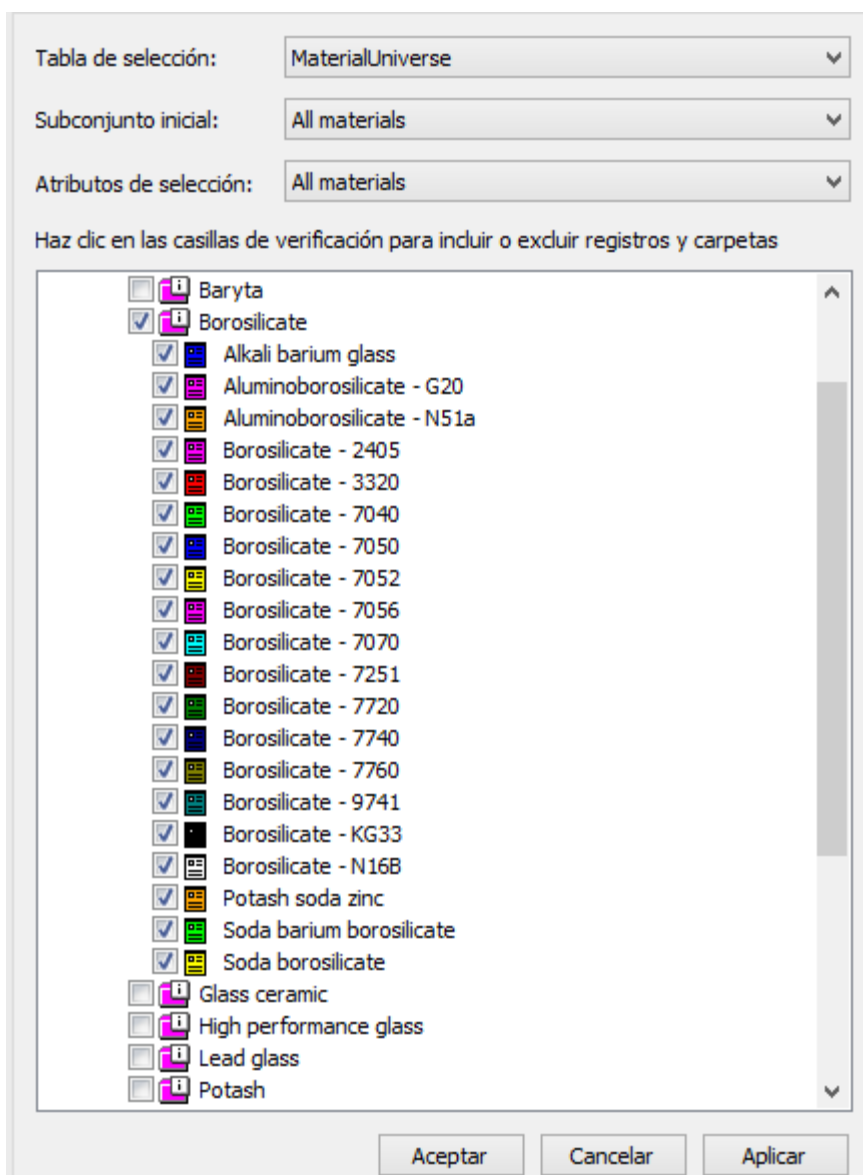 Tabla de selección: MaterialUniverse
Subconjunto inicial: All materials
Atributos de selección: All materials
Haz clic en las casillas de verificación para incluir o excluir registros y carpetas
Baryta
Borosilicate
Alkali barium glass
Aluminoborosilicate - G20
Aluminoborosilicate - N51a
Borosilicate - 2405
Borosilicate - 3320
Borosilicate - 7040
Borosilicate - 7050
Borosilicate - 7052
Borosilicate - 7056
Borosilicate - 7070
Borosilicate - 7251
Borosilicate - 7720
Borosilicate - 7740
Borosilicate - 7760
Borosilicate - 9741
Borosilicate - KG33
Borosilicate - N16B
Potash soda zinc
Soda barium borosilicate
Soda borosilicate
Glass ceramic
High performance glass
Lead glass
Potash
Aceptar Cancelar Aplicar